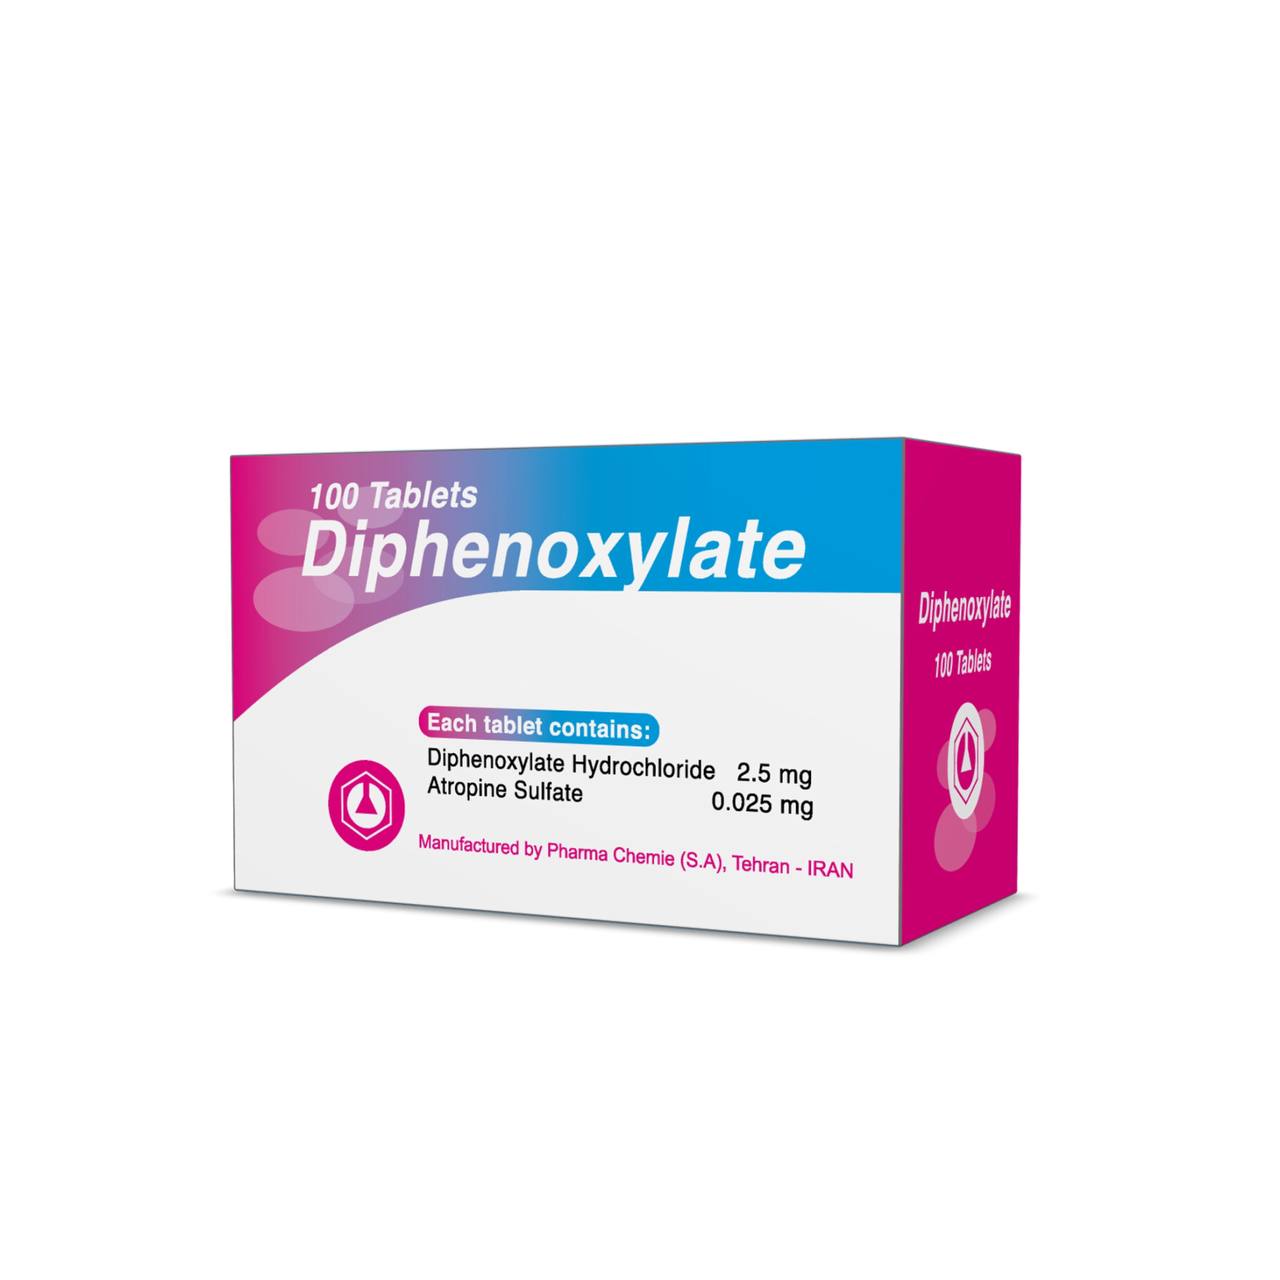 100 Tablets
Diphenoxylate
Each tablet contains:
Diphenoxylate Hydrochloride 2.5 mg
Atropine Sulfate 0.025 mg
Manufactured by Pharma Chemie (S.A), Tehran - IRAN
Diphenoxylate
100 Tablets